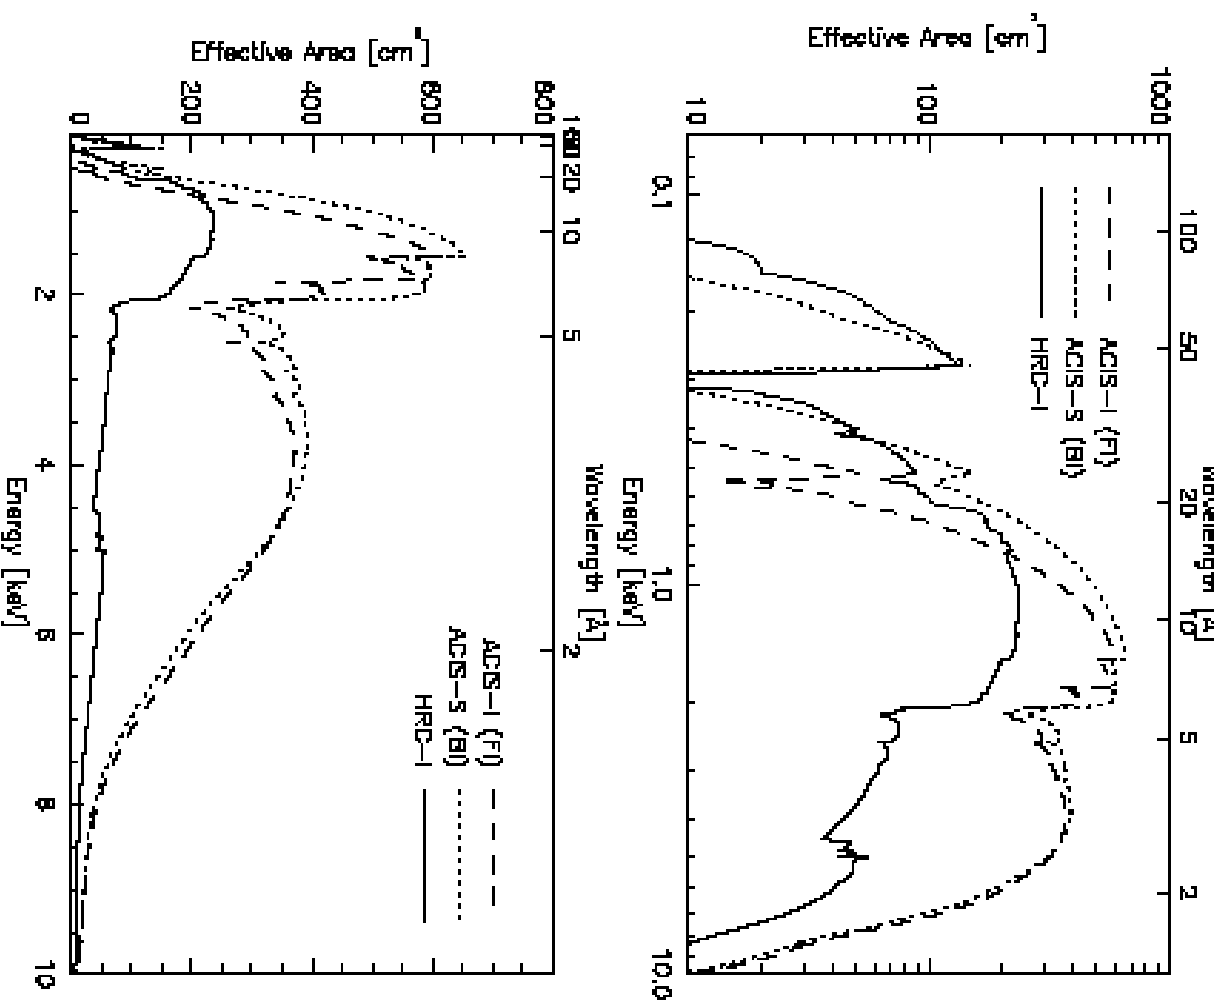 Wavelength [Å]
100
50
20
10
5
2
ACIS-I (FI)
ACIS-S (BI)
HRC-I
Effective Area [cm²]
1000
100
10
0.1
1.0
10.0
Energy [keV]
Wavelength [Å]
20
10
5
2
ACIS-I (FI)
ACIS-S (BI)
HRC-I
Effective Area [cm²]
800
600
400
200
0
2
4
6
8
10
Energy [keV]